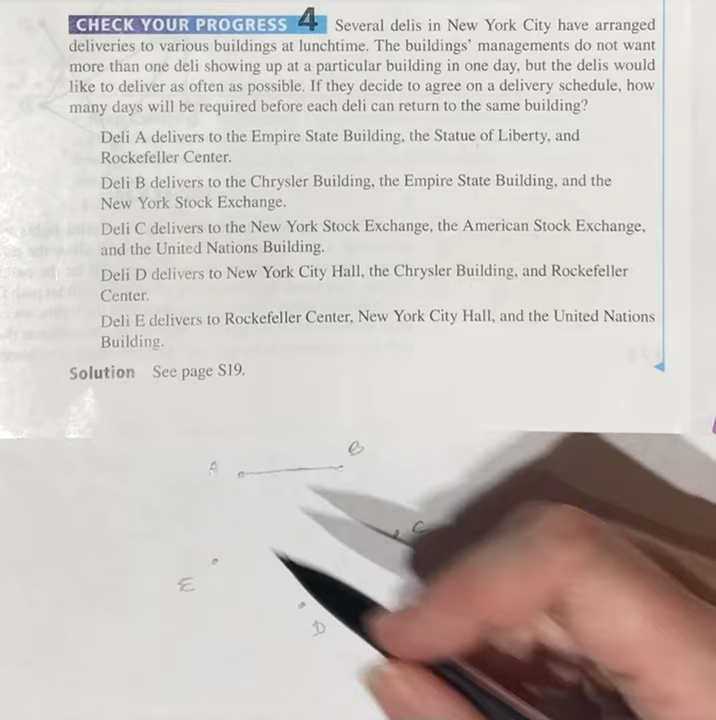 CHECK YOUR PROGRESS 4 Several delis in New York City have arranged
deliveries to various buildings at lunchtime. The buildings' managements do not want
more than one deli showing up at a particular building in one day, but the delis would
like to deliver as often as possible. If they decide to agree on a delivery schedule, how
many days will be required before each deli can return to the same building?
Deli A delivers to the Empire State Building, the Statue of Liberty, and
Rockefeller Center.
Deli B delivers to the Chrysler Building, the Empire State Building, and the
New York Stock Exchange.
Deli C delivers to the New York Stock Exchange, the American Stock Exchange,
and the United Nations Building.
Deli D delivers to New York City Hall, the Chrysler Building, and Rockefeller
Center.
Deli E delivers to Rockefeller Center, New York City Hall, and the United Nations
Building.
Solution See page S19.
A B
C
E
D